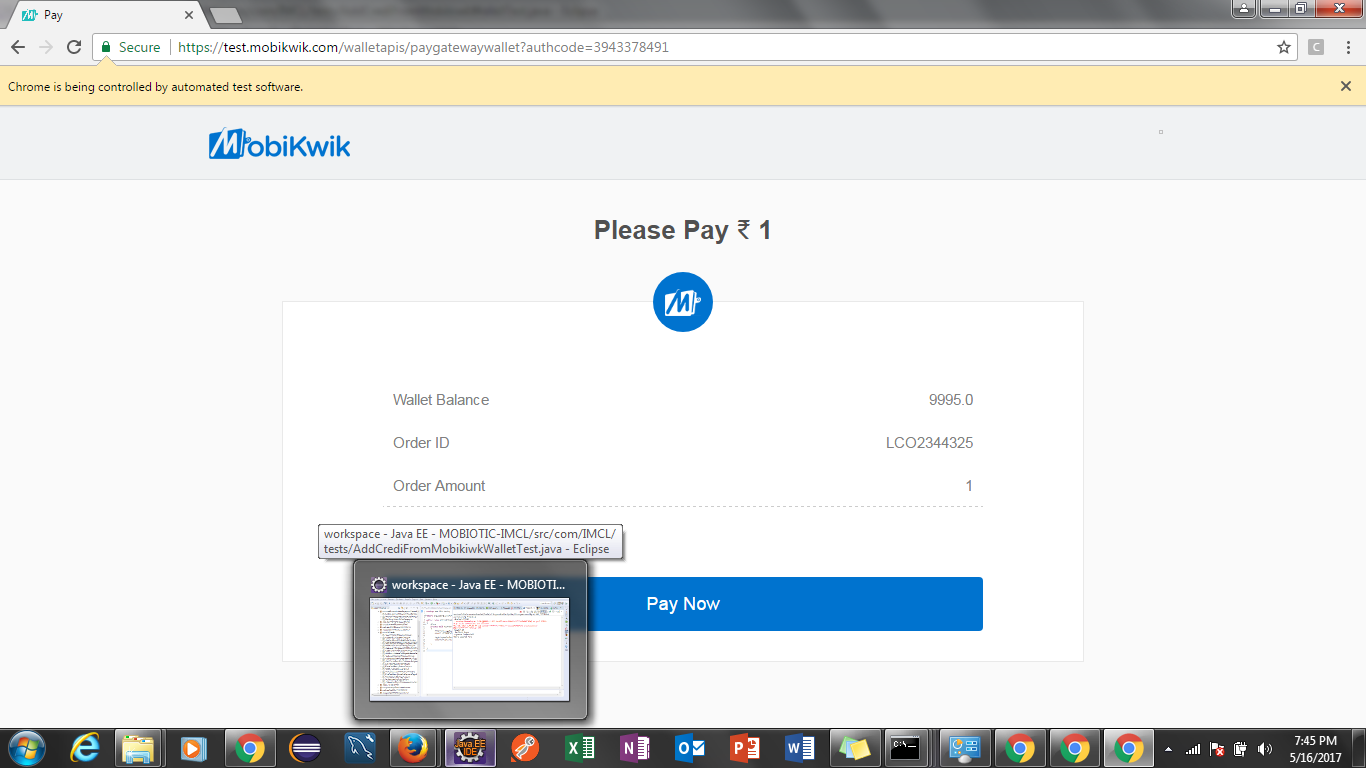 Pay
Secure
https://test.mobikwik.com/walletapis/paygatewaywallet?authcode=3943378491
C
Chrome is being controlled by automated test software.
MobiKwik
Please Pay ₹ 1
M
Wallet Balance 9995.0
Order ID LCO2344325
Order Amount 1
workspace - Java EE - MOBIOTIC-IMCL/src/com/IMCL/
tests/AddCrediFromMobikiwkWalletTest.java - Eclipse
workspace - Java EE - MOBIOTI...
Pay Now
Java EE
IDE
C:\_
7:45 PM
5/16/2017